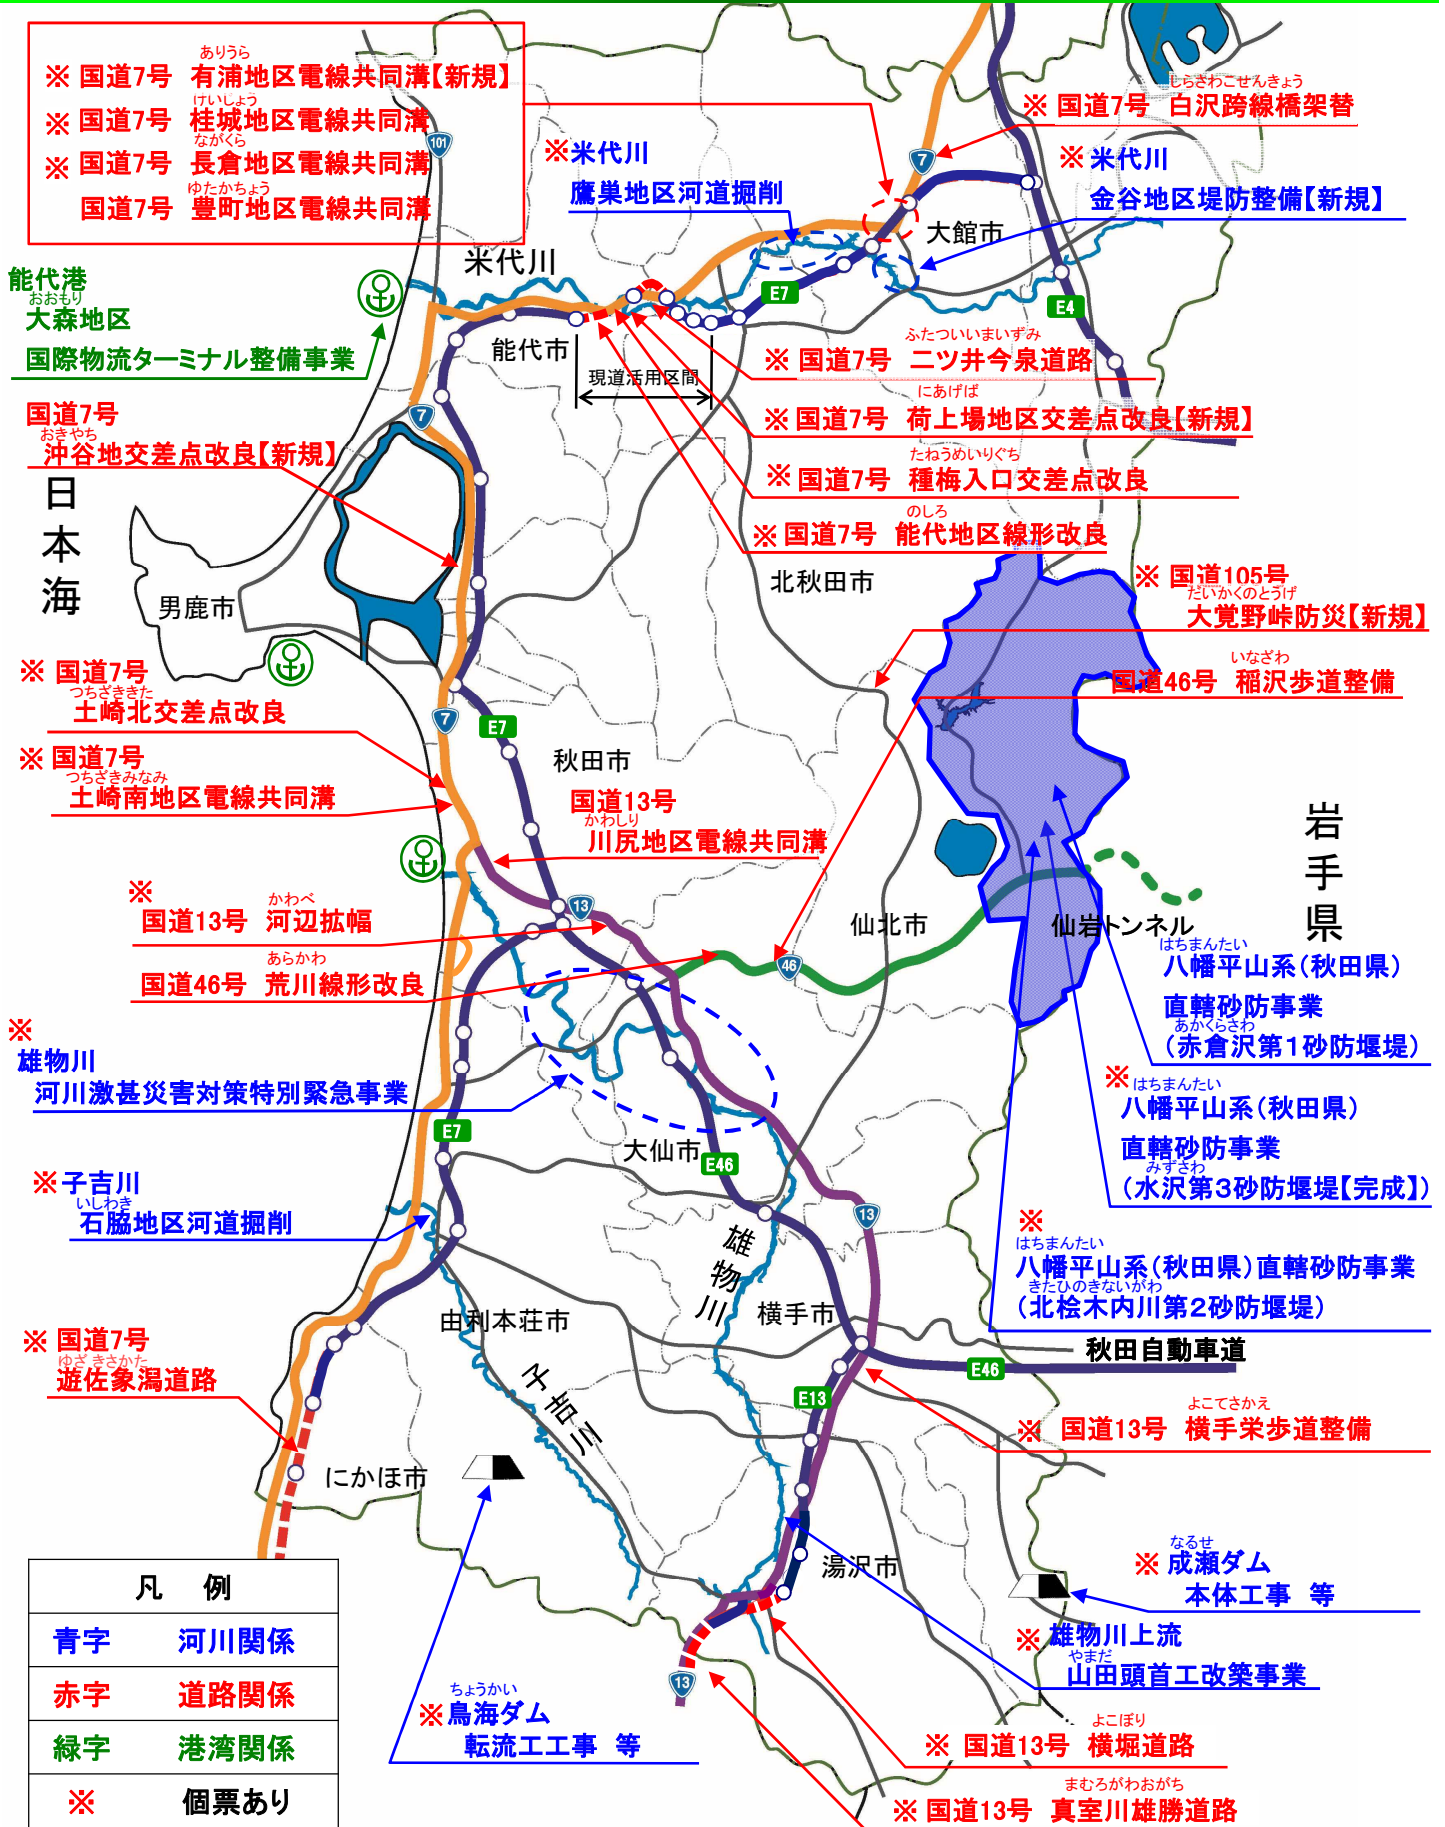 ありうら
※ 国道7号 有浦地区電線共同溝【新規】
けいじょう
※ 国道7号 桂城地区電線共同溝
ながくら
※ 国道7号 長倉地区電線共同溝
ゆたかちょう
国道7号 豊町地区電線共同溝
101
※米代川
鷹巣地区河道掘削
しらさわこせんきょう
※ 国道7号 白沢跨線橋架替
7
※ 米代川
金谷地区堤防整備【新規】
大館市
米代川
E7
E4
能代港
おおもり
大森地区
国際物流ターミナル整備事業
能代市
現道活用区間
ふたついいまいずみ
※ 国道7号 二ツ井今泉道路
にあげば
※ 国道7号 荷上場地区交差点改良【新規】
たねうめいりぐち
※ 国道7号 種梅入口交差点改良
のしろ
※ 国道7号 能代地区線形改良
7
国道7号
おきやち
沖谷地交差点改良【新規】
日本海
男鹿市
北秋田市
※ 国道105号
だいかくのとうげ
大覚野峠防災【新規】
いなざわ
国道46号 稲沢歩道整備
※ 国道7号
つちざききた
土崎北交差点改良
7
E7
※ 国道7号
つちざきみなみ
土崎南地区電線共同溝
秋田市
国道13号
かわしり
川尻地区電線共同溝
岩手県
※
かわべ
国道13号 河辺拡幅
13
仙北市
仙岩トンネル
あらかわ
国道46号 荒川線形改良
46
はちまんたい
八幡平山系(秋田県)
直轄砂防事業
あかくらさわ
(赤倉沢第1砂防堰堤)
※
雄物川
河川激甚災害対策特別緊急事業
※はちまんたい
八幡平山系(秋田県)
直轄砂防事業
みずさわ
(水沢第3砂防堰堤【完成】)
E7
大仙市
E46
※子吉川
いしわき
石脇地区河道掘削
13
雄物川
※
はちまんたい
八幡平山系(秋田県)直轄砂防事業
きたひのきないがわ
(北桧木内川第2砂防堰堤)
由利本荘市
横手市
秋田自動車道
E46
※ 国道7号
ゆざ きさかた
遊佐象潟道路
子吉川
E13
よこてさかえ
※ 国道13号 横手栄歩道整備
にかほ市
湯沢市
なるせ
※ 成瀬ダム
本体工事 等
※ 雄物川上流
やまだ
山田頭首工改築事業
13
ちょうかい
※鳥海ダム
転流工工事 等
よこぼり
※ 国道13号 横堀道路
まむろがわおがち
※ 国道13号 真室川雄勝道路
凡 例
青字 河川関係
赤字 道路関係
緑字 港湾関係
※ 個票あり